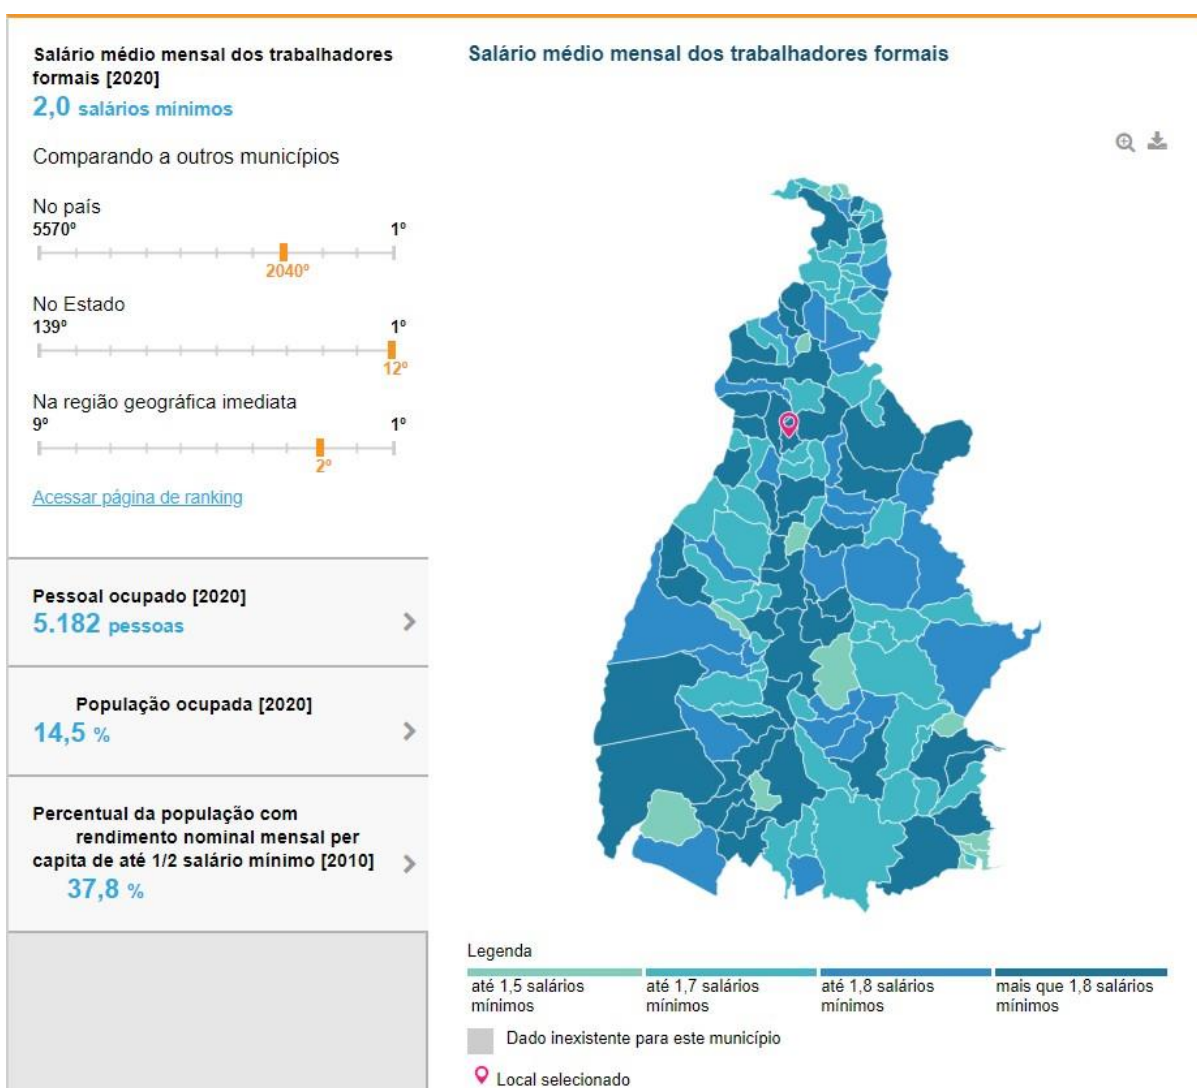 Salário médio mensal dos trabalhadores
formais [2020]
2,0 salários mínimos
Comparando a outros municípios
No país
5570º 1º
2040º
No Estado
139º 1º
12º
Na região geográfica imediata
9º 1º
2º
Acessar página de ranking
Pessoal ocupado [2020]
5.182 pessoas
População ocupada [2020]
14,5 %
Percentual da população com
rendimento nominal mensal per
capita de até 1/2 salário mínimo [2010]
37,8 %
Salário médio mensal dos trabalhadores formais
Legenda
até 1,5 salários
mínimos
até 1,7 salários
mínimos
até 1,8 salários
mínimos
mais que 1,8 salários
mínimos
Dado inexistente para este município
Local selecionado